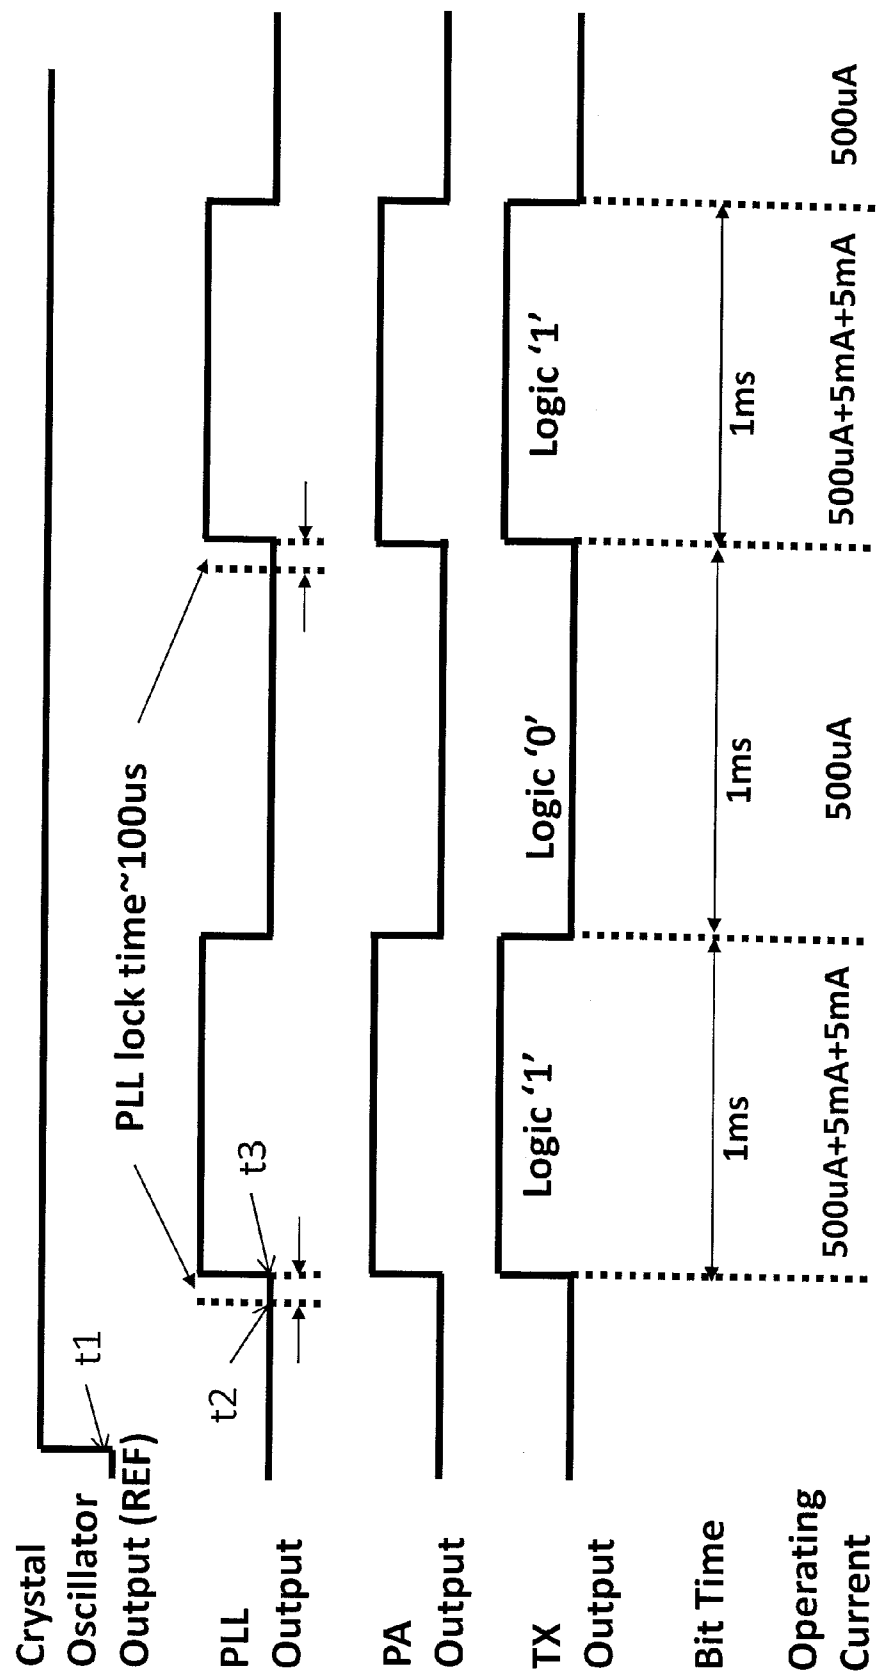 Crystal
Oscillator
Output (REF)
t1
PLL lock time~100us
PLL
Output
t2
t3
PA
Output
TX
Output
Logic ‘1’
Logic ‘0’
Logic ‘1’
Bit Time
1ms
1ms
1ms
Operating
Current
500uA+5mA+5mA
500uA
500uA+5mA+5mA
500uA